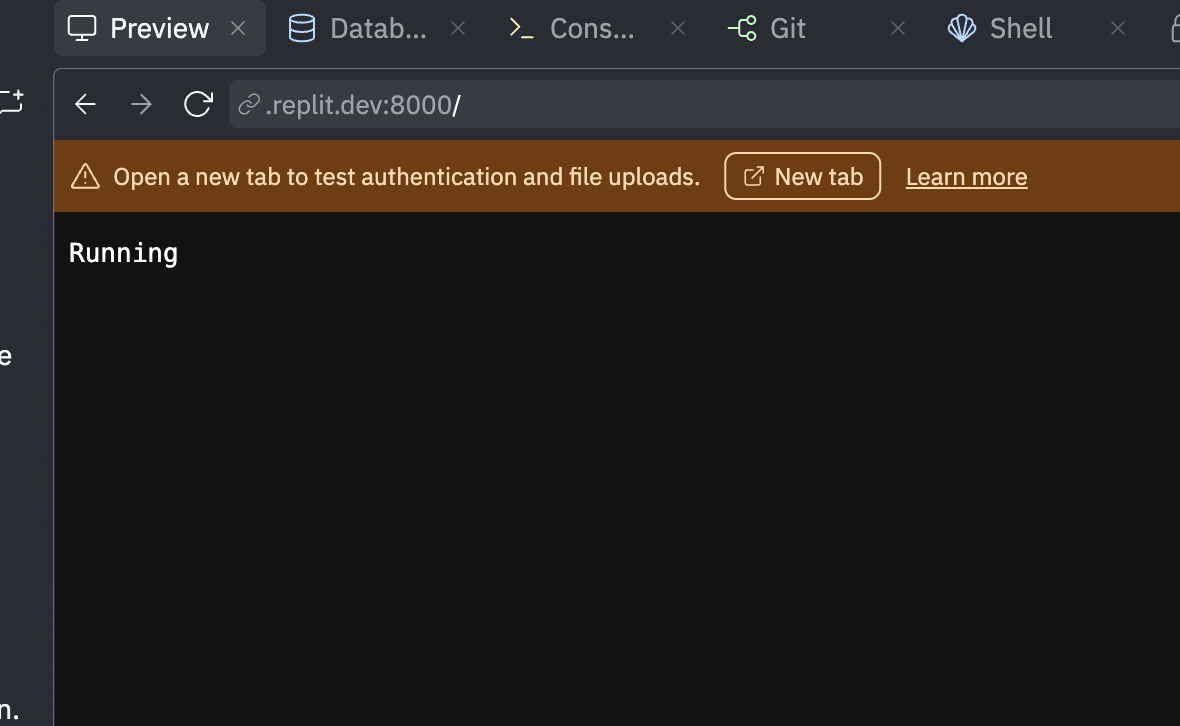 Preview Datab... Cons... Git Shell
.replit.dev:8000/
Open a new tab to test authentication and file uploads. New tab Learn more
Running
e
n.